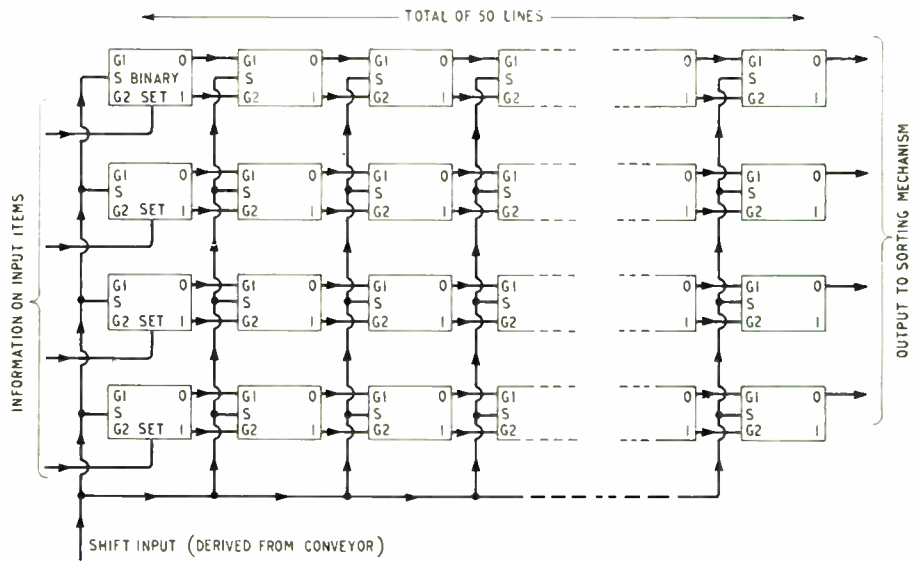 TOTAL OF 50 LINES
G1 0 G1 0 G1 0 G1 0 G1 0
S BINARY S S S S
G2 SET 1 G2 1 G2 1 G2 1 G2 1
G1 0 G1 0 G1 0 G1 0 G1 0
S S S S S
G2 SET 1 G2 1 G2 1 G2 1 G2 1
G1 0 G1 0 G1 0 G1 0 G1 0
S S S S S
G2 SET 1 G2 1 G2 1 G2 1 G2 1
G1 0 G1 0 G1 0 G1 0 G1 0
S S S S S
G2 SET 1 G2 1 G2 1 G2 1 G2 1
INFORMATION ON INPUT ITEMS
OUTPUT TO SORTING MECHANISM
SHIFT INPUT (DERIVED FROM CONVEYOR)